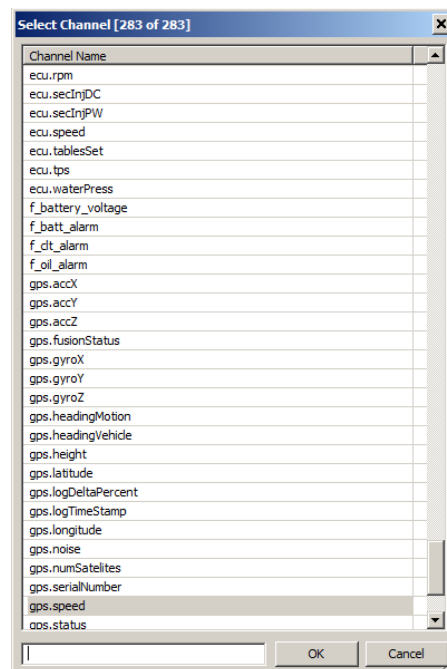 Select Channel [283 of 283]
Channel Name
ecu.rpm
ecu.secInjDC
ecu.secInjPW
ecu.speed
ecu.tablesSet
ecu.tps
ecu.waterPress
f_battery_voltage
f_batt_alarm
f_clt_alarm
f_oil_alarm
gps.accX
gps.accY
gps.accZ
gps.fusionStatus
gps.gyroX
gps.gyroY
gps.gyroZ
gps.headingMotion
gps.headingVehicle
gps.height
gps.latitude
gps.logDeltaPercent
gps.logTimeStamp
gps.longitude
gps.noise
gps.numSatelites
gps.serialNumber
gps.speed
gps.status
OK Cancel